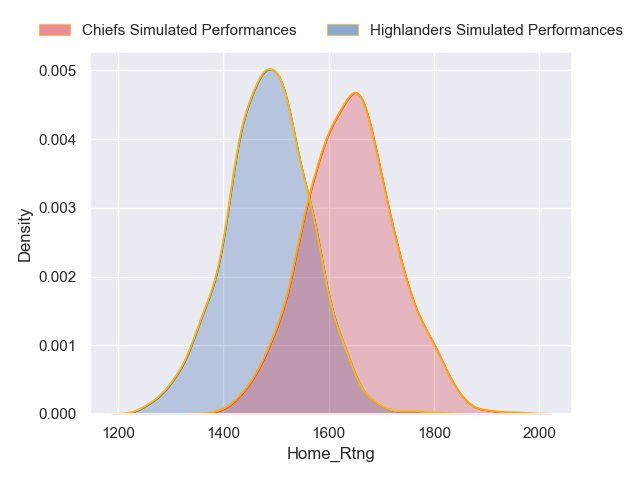 Chiefs Simulated Performances Highlanders Simulated Performances
0.005
0.004
0.003
0.002
0.001
0.000
Density
1200 1400 1600 1800 2000
Home_Rtng